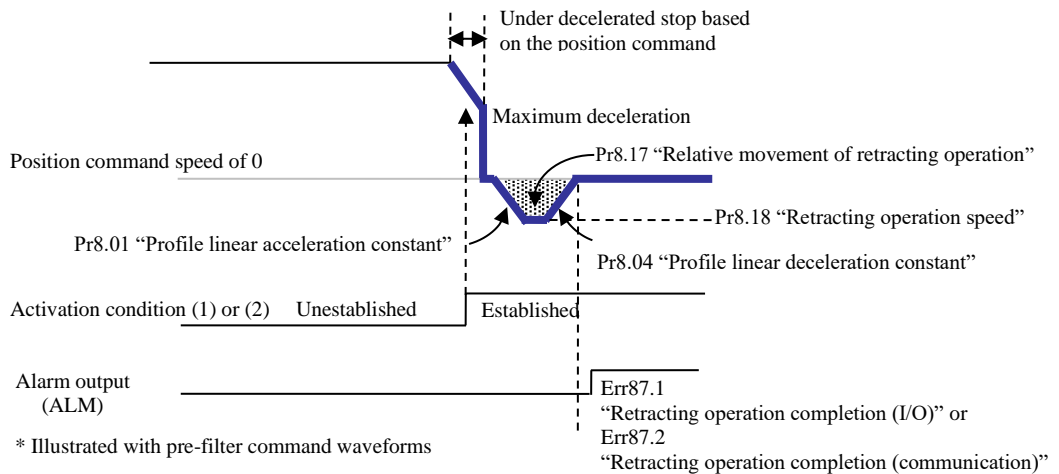 Under decelerated stop based
on the position command
Maximum deceleration
Position command speed of 0
Pr8.17 “Relative movement of retracting operation”
Pr8.18 “Retracting operation speed”
Pr8.01 “Profile linear acceleration constant”
Pr8.04 “Profile linear deceleration constant”
Activation condition (1) or (2) Unestablished Established
Alarm output
(ALM)
Err87.1
“Retracting operation completion (I/O)” or
Err87.2
“Retracting operation completion (communication)”
* Illustrated with pre-filter command waveforms